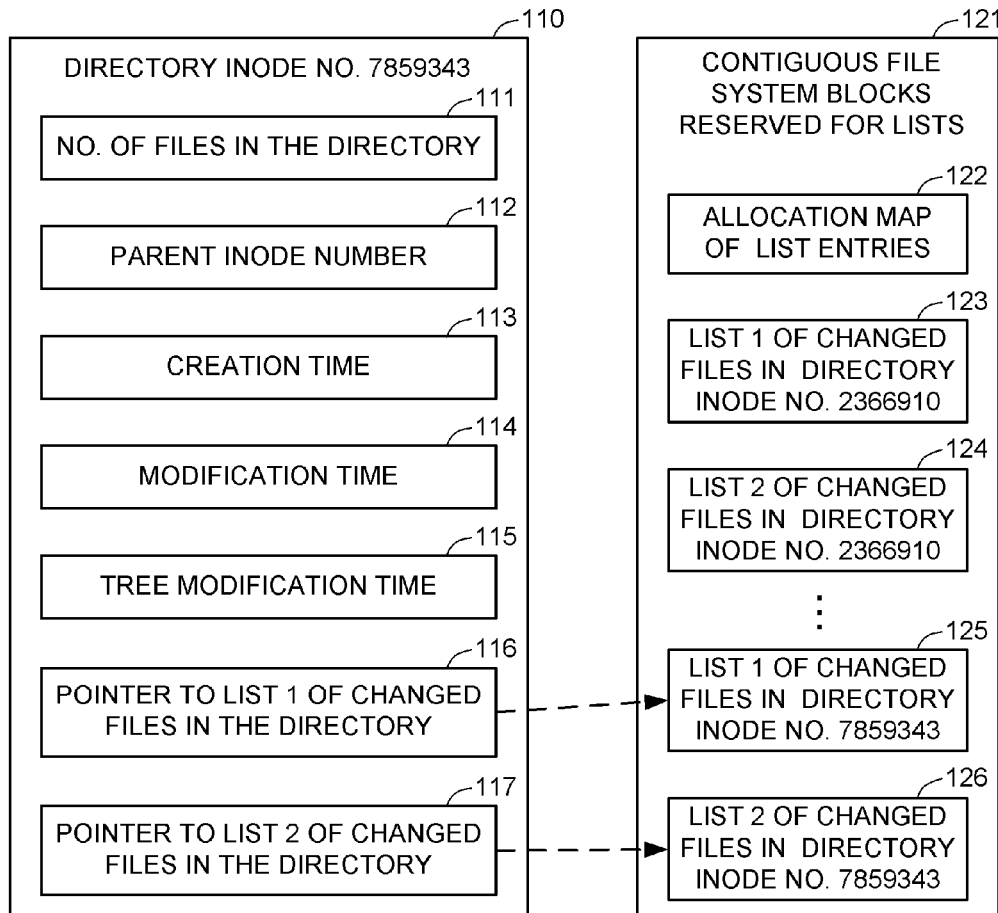 110
DIRECTORY INODE NO. 7859343
111
NO. OF FILES IN THE DIRECTORY
112
PARENT INODE NUMBER
113
CREATION TIME
114
MODIFICATION TIME
115
TREE MODIFICATION TIME
116
POINTER TO LIST 1 OF CHANGED
FILES IN THE DIRECTORY
117
POINTER TO LIST 2 OF CHANGED
FILES IN THE DIRECTORY
121
CONTIGUOUS FILE
SYSTEM BLOCKS
RESERVED FOR LISTS
122
ALLOCATION MAP
OF LIST ENTRIES
123
LIST 1 OF CHANGED
FILES IN DIRECTORY
INODE NO. 2366910
124
LIST 2 OF CHANGED
FILES IN DIRECTORY
INODE NO. 2366910
125
LIST 1 OF CHANGED
FILES IN DIRECTORY
INODE NO. 7859343
126
LIST 2 OF CHANGED
FILES IN DIRECTORY
INODE NO. 7859343